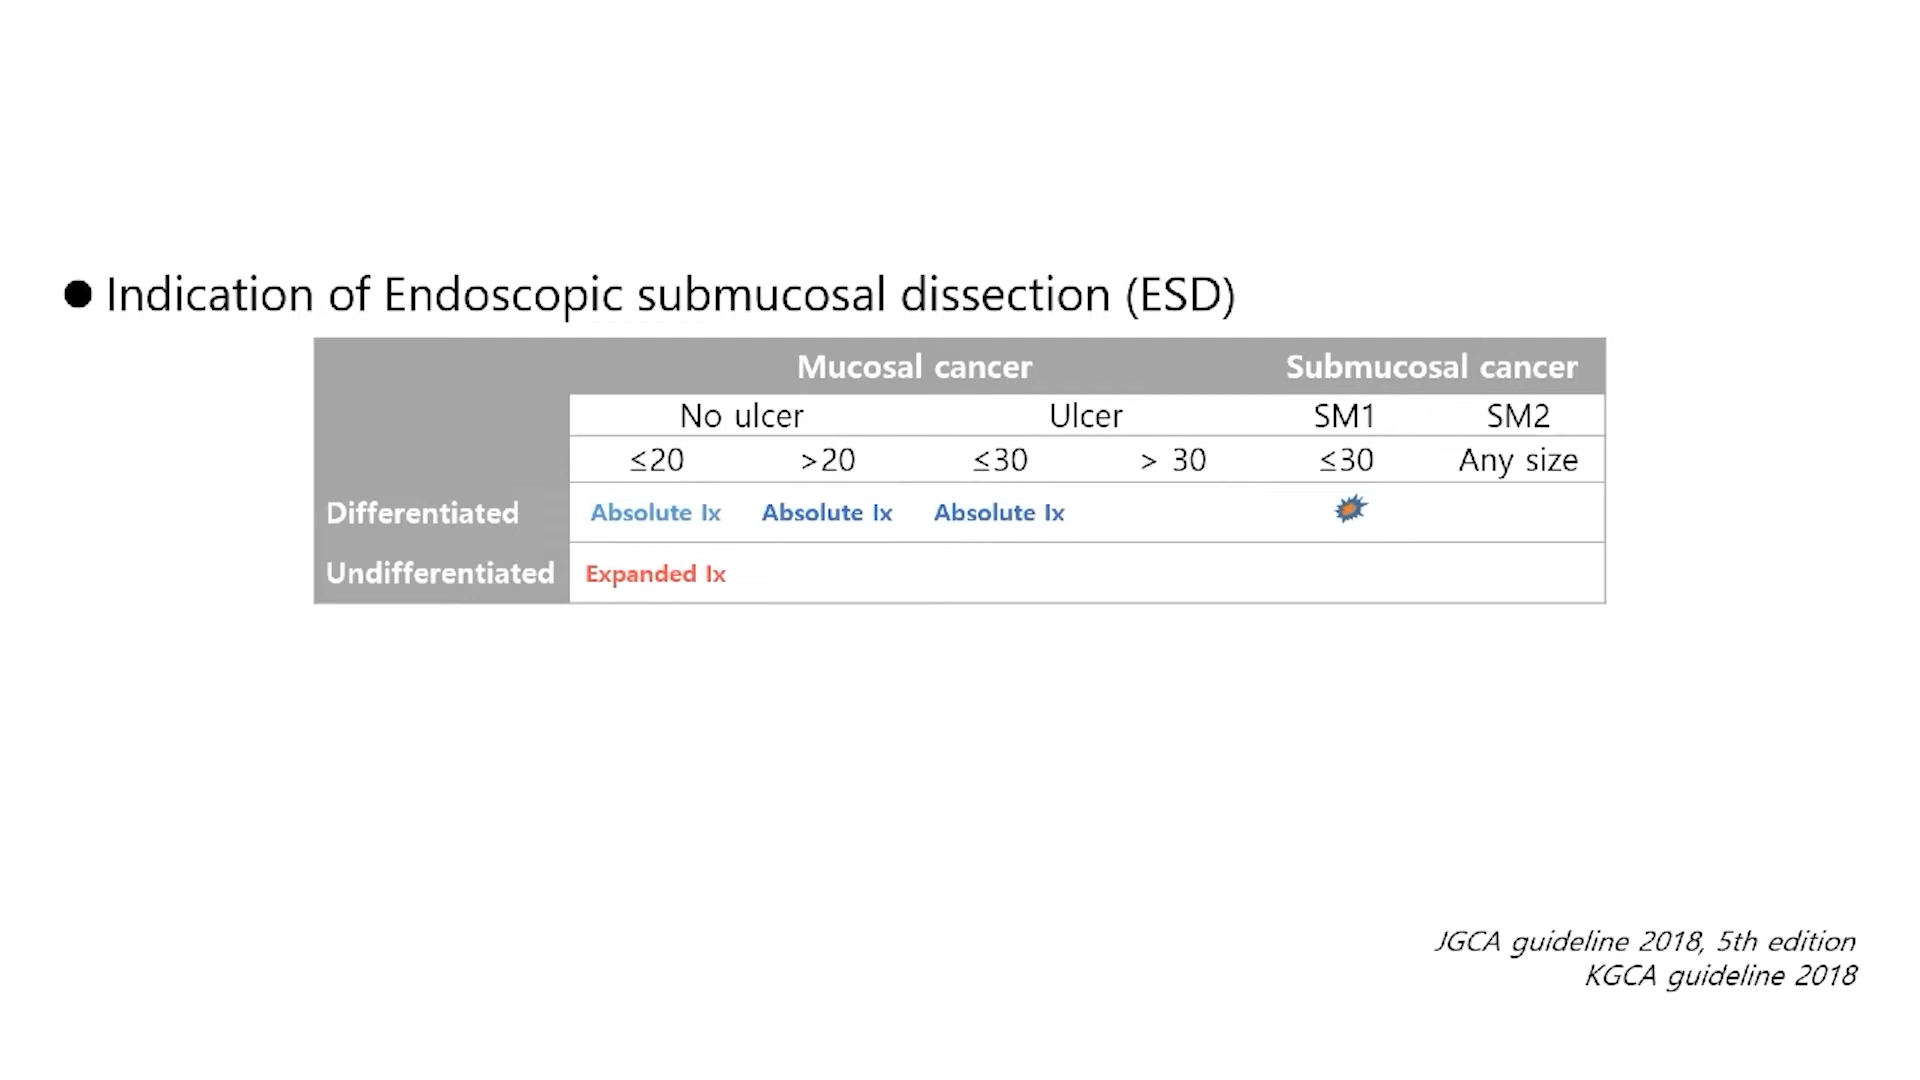 ● Indication of Endoscopic submucosal dissection (ESD)
Mucosal cancer Submucosal cancer
No ulcer Ulcer SM1 SM2
≤20 >20 ≤30 > 30 ≤30 Any size
Differentiated Absolute Ix Absolute Ix Absolute Ix
Undifferentiated Expanded Ix
JGCA guideline 2018, 5th edition
KGCA guideline 2018